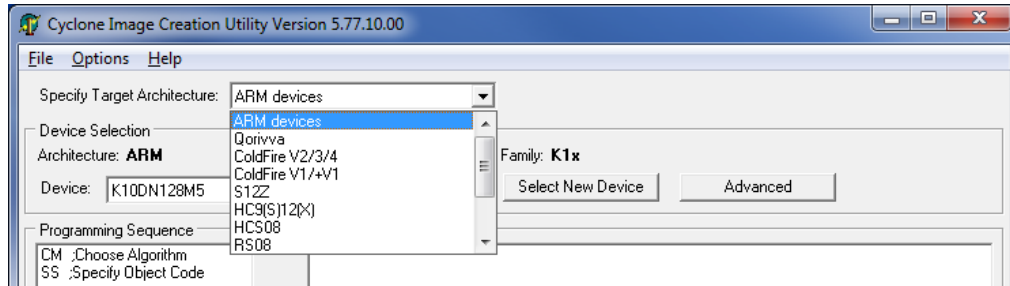 Cyclone Image Creation Utility Version 5.77.10.00
File Options Help
Specify Target Architecture: ARM devices
ARM devices
Qorivva
ColdFire V2/3/4
ColdFire V1/+V1
S12Z
HC9(S)12(X)
HCS08
RS08
Device Selection
Architecture: ARM
Family: K1x
Device: K10DN128M5
Select New Device
Advanced
Programming Sequence
CM ;Choose Algorithm
SS ;Specify Object Code